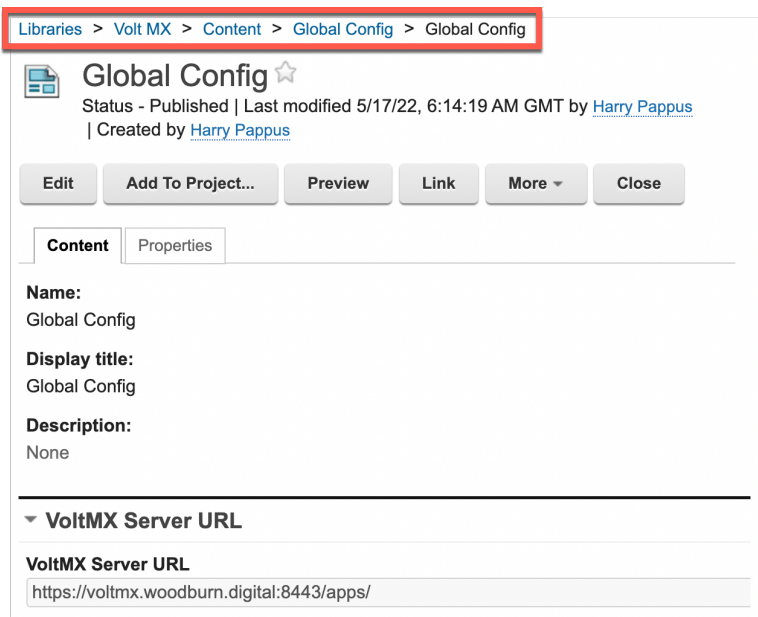 Libraries > Volt MX > Content > Global Config > Global Config
Global Config
Status - Published | Last modified 5/17/22, 6:14:19 AM GMT by Harry Pappus
| Created by Harry Pappus
Edit Add To Project... Preview Link More Close
Content Properties
Name:
Global Config
Display title:
Global Config
Description:
None
VoltMX Server URL
VoltMX Server URL
https://voltmx.woodburn.digital:8443/apps/